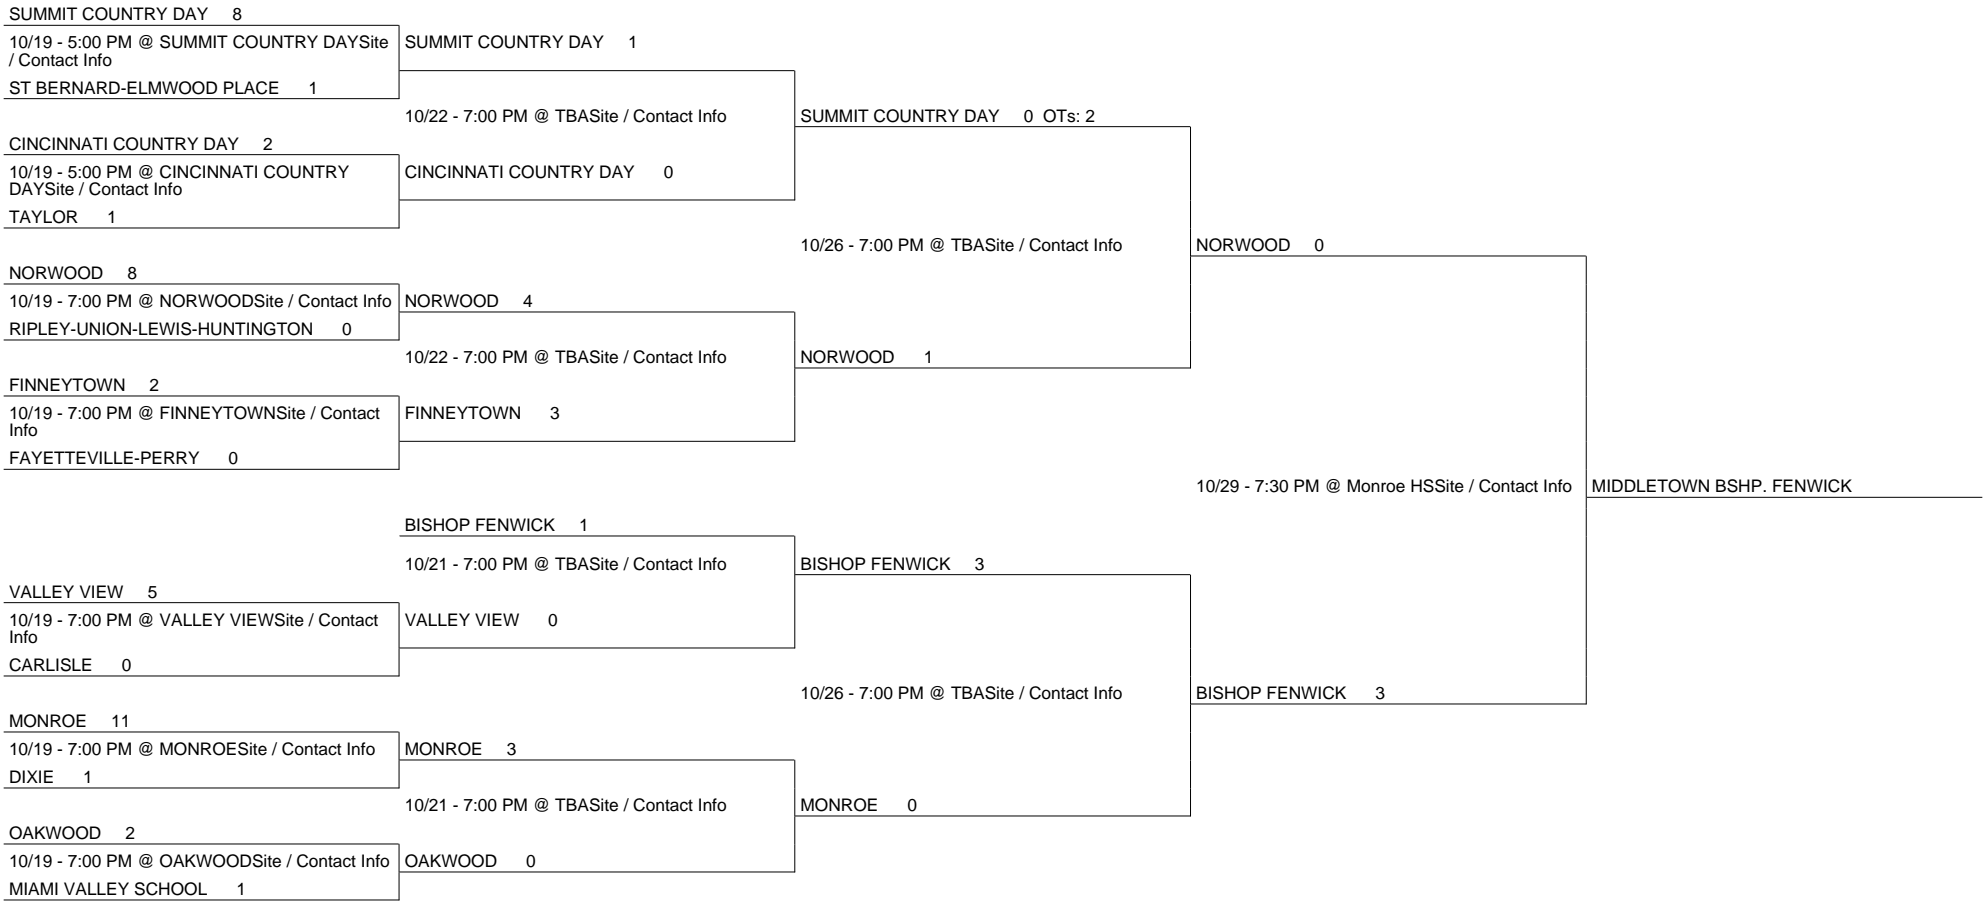 SUMMIT COUNTRY DAY 8
10/19 - 5:00 PM @ SUMMIT COUNTRY DAYSite
/ Contact Info
ST BERNARD-ELMWOOD PLACE 1
CINCINNATI COUNTRY DAY 2
10/19 - 5:00 PM @ CINCINNATI COUNTRY
DAYSite / Contact Info
TAYLOR 1
NORWOOD 8
10/19 - 7:00 PM @ NORWOODSite / Contact Info
RIPLEY-UNION-LEWIS-HUNTINGTON 0
FINNEYTOWN 2
10/19 - 7:00 PM @ FINNEYTOWNSite / Contact
Info
FAYETTEVILLE-PERRY 0
VALLEY VIEW 5
10/19 - 7:00 PM @ VALLEY VIEWSite / Contact
Info
CARLISLE 0
MONROE 11
10/19 - 7:00 PM @ MONROESite / Contact Info
DIXIE 1
OAKWOOD 2
10/19 - 7:00 PM @ OAKWOODSite / Contact Info
MIAMI VALLEY SCHOOL 1
SUMMIT COUNTRY DAY 1
10/22 - 7:00 PM @ TBASite / Contact Info
CINCINNATI COUNTRY DAY 0
NORWOOD 4
10/22 - 7:00 PM @ TBASite / Contact Info
FINNEYTOWN 3
BISHOP FENWICK 1
10/21 - 7:00 PM @ TBASite / Contact Info
VALLEY VIEW 0
MONROE 3
10/21 - 7:00 PM @ TBASite / Contact Info
OAKWOOD 0
SUMMIT COUNTRY DAY 0 OTs: 2
10/26 - 7:00 PM @ TBASite / Contact Info
NORWOOD 1
BISHOP FENWICK 3
10/26 - 7:00 PM @ TBASite / Contact Info
MONROE 0
NORWOOD 0
10/29 - 7:30 PM @ Monroe HSSite / Contact Info
BISHOP FENWICK 3
MIDDLETOWN BSHP. FENWICK